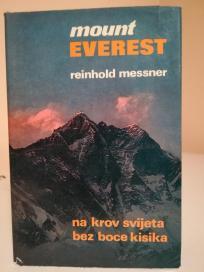 mount
EVEREST
reinhold messner
na krov svijeta
bez boce kisika